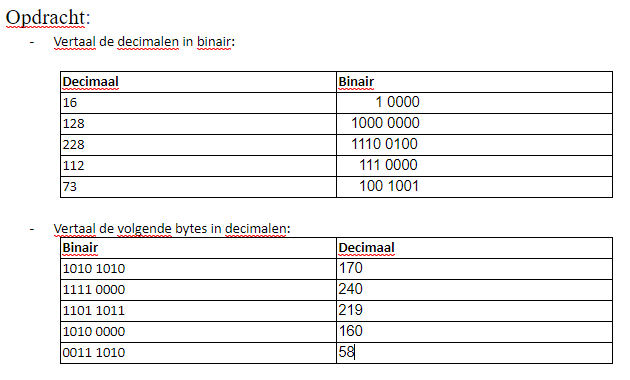 Opdracht:
- Vertaal de decimalen in binair:
Decimaal Binair
16 1 0000
128 1000 0000
228 1110 0100
112 111 0000
73 100 1001
- Vertaal de volgende bytes in decimalen:
Binair Decimaal
1010 1010 170
1111 0000 240
1101 1011 219
1010 0000 160
0011 1010 58